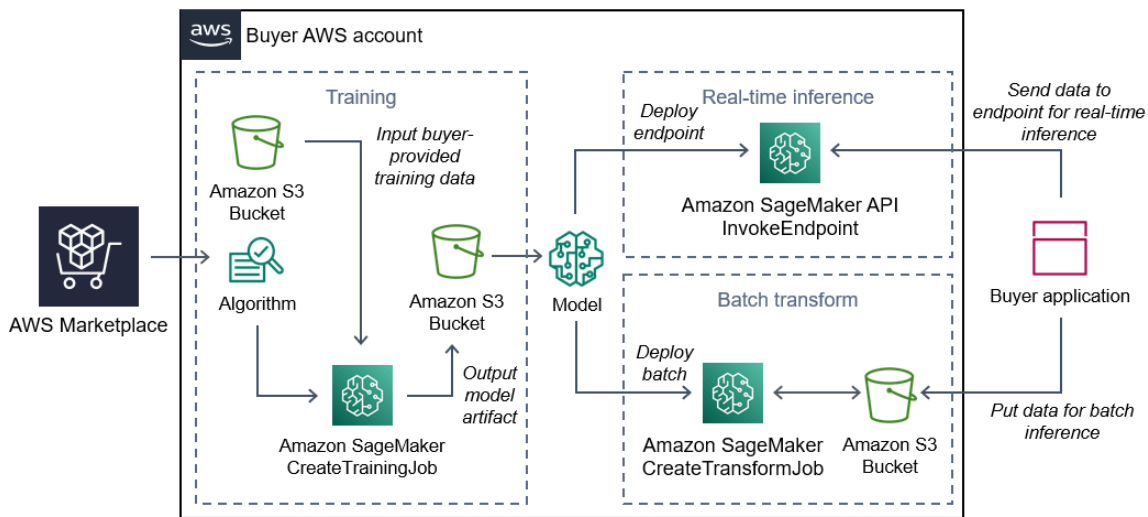 aws
Buyer AWS account
Training
Input buyer-
provided
training data
Amazon S3
Bucket
Algorithm
AWS Marketplace
Amazon S3
Bucket
Output
model
artifact
Amazon SageMaker
CreateTrainingJob
Model
Real-time inference
Deploy
endpoint
Amazon SageMaker API
InvokeEndpoint
Send data to
endpoint for real-time
inference
Buyer application
Batch transform
Deploy
batch
Amazon SageMaker
CreateTransformJob
Amazon S3
Bucket
Put data for batch
inference